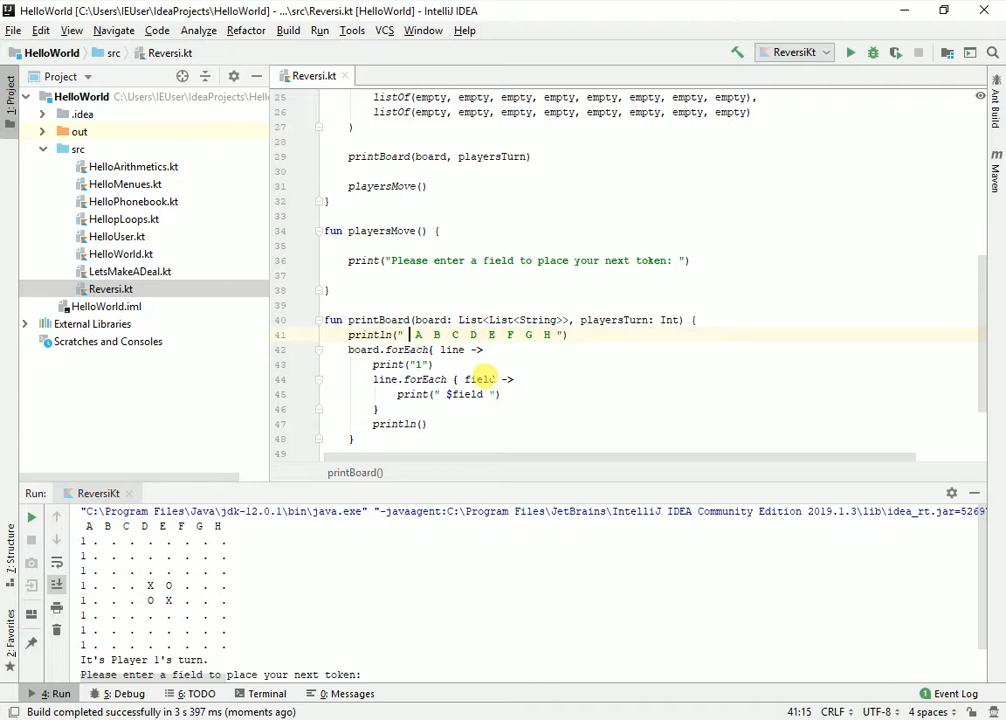 HelloWorld [C:\Users\IEUser\IdeaProjects\HelloWorld] - ...\src\Reversi.kt [HelloWorld] - IntelliJ IDEA
File Edit View Navigate Code Analyze Refactor Build Run Tools VCS Window Help
HelloWorld src Reversi.kt ReversiKt
1: Project
Project
HelloWorld C:\Users\IEUser\IdeaProjects\Hell
.idea
out
src
HelloArithmetics.kt
HelloMenues.kt
HelloPhonebook.kt
HellopLoops.kt
HelloUser.kt
HelloWorld.kt
LetsMakeADeal.kt
Reversi.kt
HelloWorld.iml
External Libraries
Scratches and Consoles
Reversi.kt
25 listOf(empty, empty, empty, empty, empty, empty, empty, empty),
26 listOf(empty, empty, empty, empty, empty, empty, empty, empty)
27 )
28
29 printBoard(board, playersTurn)
30
31 playersMove()
32 }
33
34 fun playersMove() {
35
36 print("Please enter a field to place your next token: ")
37
38 }
39
40 fun printBoard(board: List<List<String>>, playersTurn: Int) {
41 println("  A  B  C  D  E  F  G  H ")
42 board.forEach{ line ->
43 print("1")
44 line.forEach { field ->
45 print(" $field ")
46 }
47 println()
48 }
49
printBoard()
Ant Build
m Maven
Run: ReversiKt
"C:\Program Files\Java\jdk-12.0.1\bin\java.exe" "-javaagent:C:\Program Files\JetBrains\IntelliJ IDEA Community Edition 2019.1.3\lib\idea_rt.jar=5269
A B C D E F G H
1 . . . . . . . .
1 . . . . . . . .
1 . . . . . . . .
1 . . . X O . . .
1 . . . O X . . .
1 . . . . . . . .
1 . . . . . . . .
1 . . . . . . . .
It's Player 1's turn.
Please enter a field to place your next token:
7: Structure
2: Favorites
4: Run 5: Debug 6: TODO Terminal 0: Messages Event Log
Build completed successfully in 3 s 397 ms (moments ago) 41:15 CRLF UTF-8 4 spaces